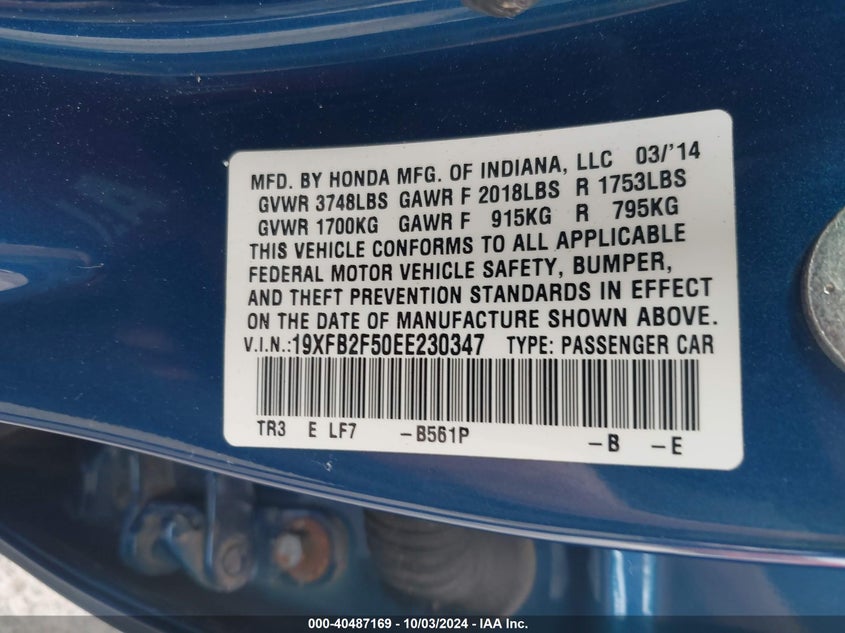 MFD. BY HONDA MFG. OF INDIANA, LLC 03/'14
GVWR 3748LBS GAWR F 2018LBS R 1753LBS
GVWR 1700KG GAWR F 915KG R 795KG
THIS VEHICLE CONFORMS TO ALL APPLICABLE
FEDERAL MOTOR VEHICLE SAFETY, BUMPER,
AND THEFT PREVENTION STANDARDS IN EFFECT
ON THE DATE OF MANUFACTURE SHOWN ABOVE.
V.I.N.:19XFB2F50EE230347 TYPE: PASSENGER CAR
TR3 E LF7 -B561P -B -E
000-40487169 - 10/03/2024 - IAA Inc.